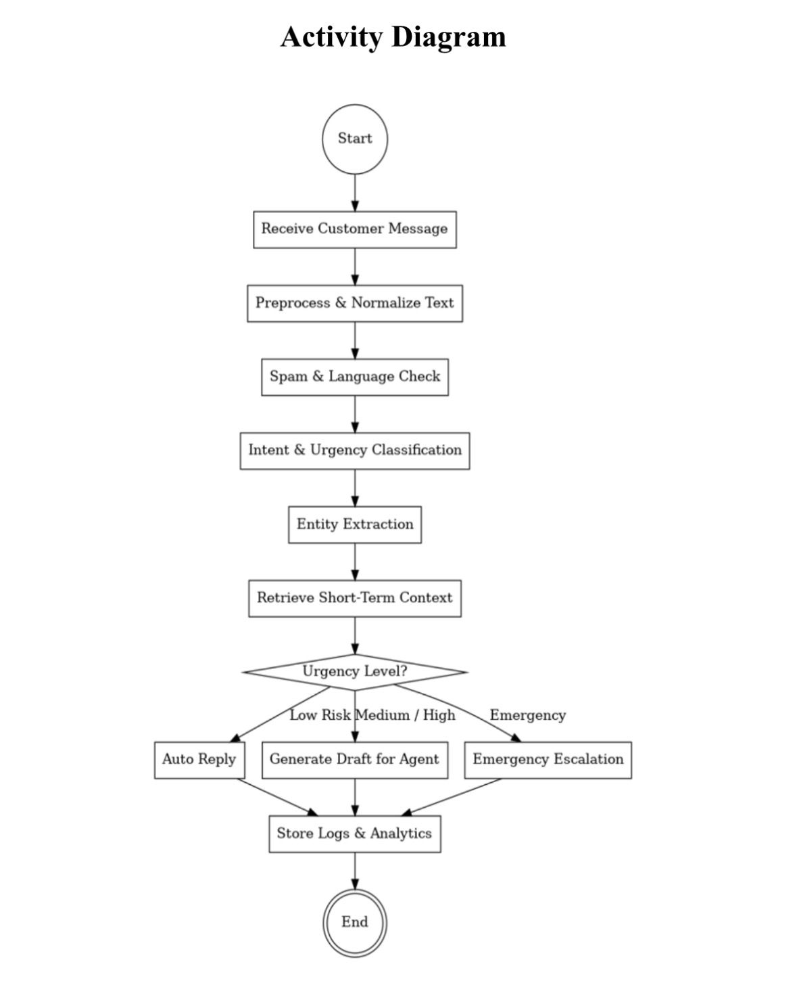 Activity Diagram
Start
Receive Customer Message
Preprocess & Normalize Text
Spam & Language Check
Intent & Urgency Classification
Entity Extraction
Retrieve Short-Term Context
Urgency Level?
Low Risk
Medium / High
Emergency
Auto Reply
Generate Draft for Agent
Emergency Escalation
Store Logs & Analytics
End